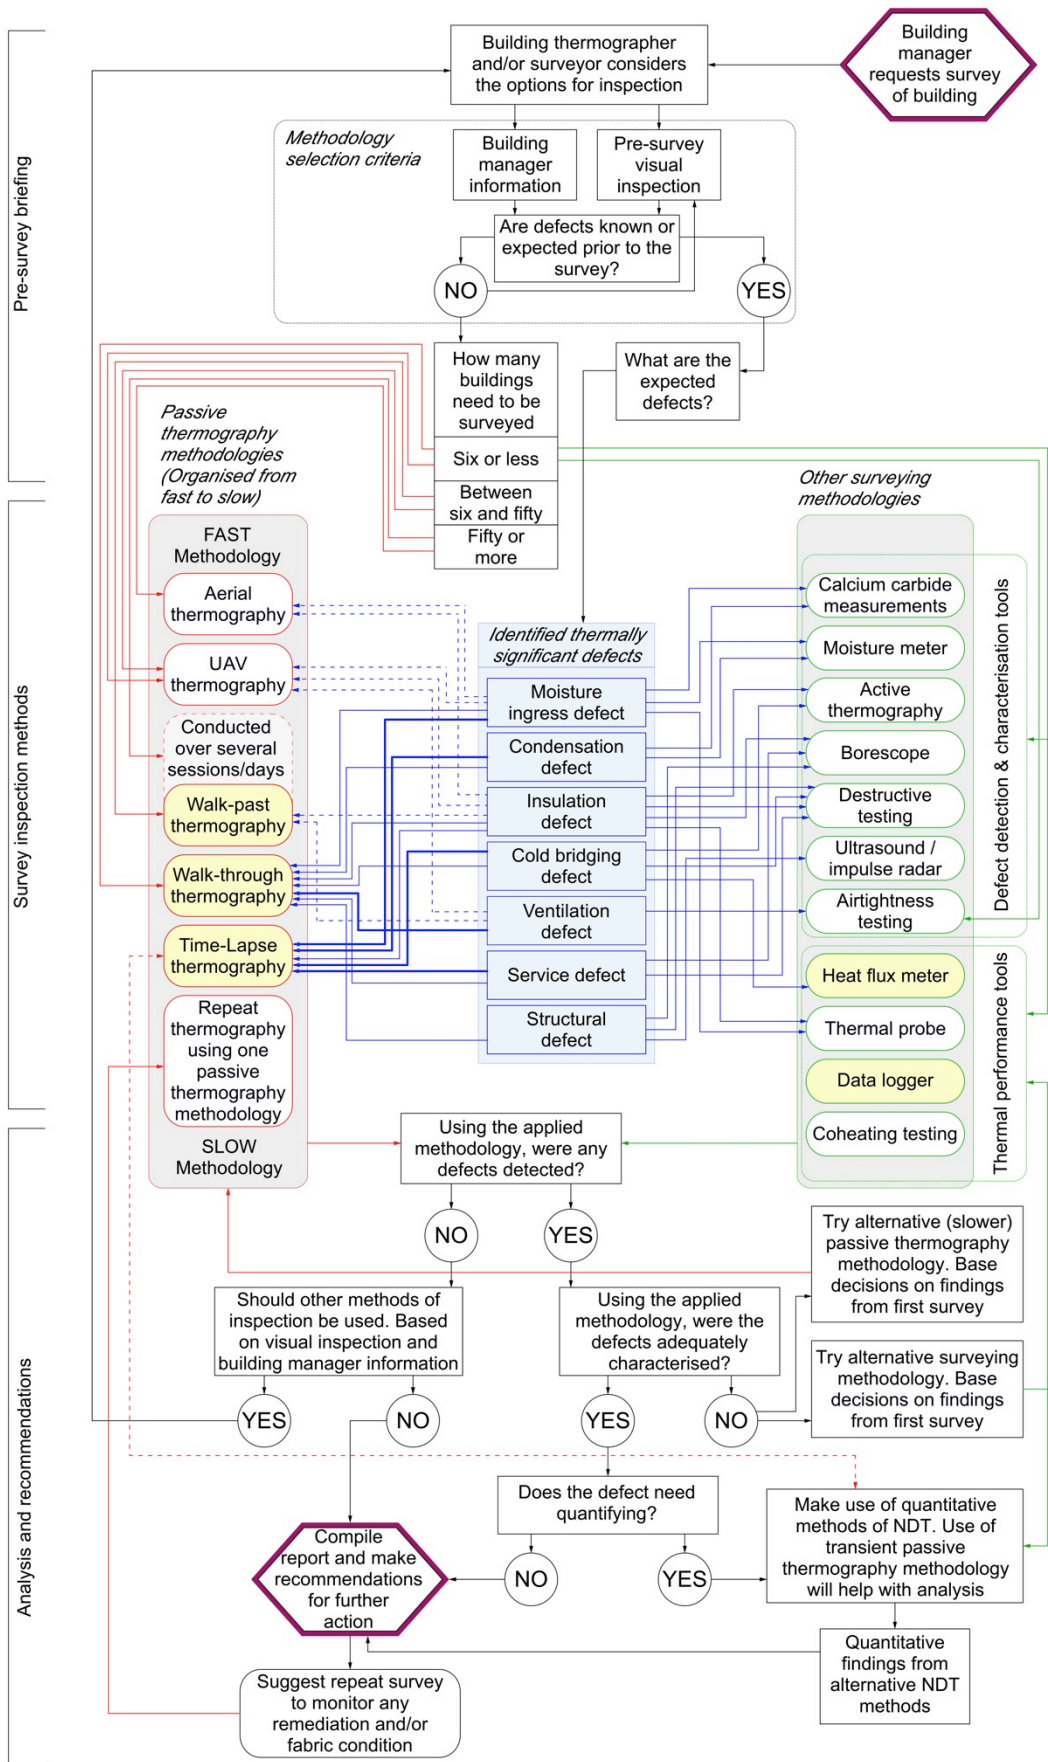 Building
manager
requests survey
of building
Building thermographer
and/or surveyor considers
the options for inspection
Pre-survey briefing
Methodology
selection criteria
Building
manager
information
Pre-survey
visual
inspection
Are defects known or
expected prior to the
survey?
NO
YES
How many
buildings
need to be
surveyed
Six or less
Between
six and fifty
Fifty or
more
What are the
expected
defects?
Passive
thermography
methodologies
(Organised from
fast to slow)
Other surveying
methodologies
Survey inspection methods
FAST
Methodology
Aerial
thermography
UAV
thermography
Conducted
over several
sessions/days
Walk-past
thermography
Walk-through
thermography
Time-Lapse
thermography
Repeat
thermography
using one
passive
thermography
methodology
SLOW
Methodology
Identified thermally
significant defects
Moisture
ingress defect
Condensation
defect
Insulation
defect
Cold bridging
defect
Ventilation
defect
Service defect
Structural
defect
Calcium carbide
measurements
Moisture meter
Active
thermography
Borescope
Destructive
testing
Ultrasound /
impulse radar
Airtightness
testing
Defect detection & characterisation tools
Heat flux meter
Thermal probe
Data logger
Coheating testing
Thermal performance tools
Analysis and recommendations
Using the applied
methodology, were any
defects detected?
NO
YES
Should other methods of
inspection be used. Based
on visual inspection and
building manager information
Using the applied
methodology, were the
defects adequately
characterised?
Try alternative (slower)
passive thermography
methodology. Base
decisions on findings
from first survey
Try alternative surveying
methodology. Base
decisions on findings
from first survey
YES
NO
YES
NO
Does the defect need
quantifying?
NO
YES
Make use of quantitative
methods of NDT. Use of
transient passive
thermography methodology
will help with analysis
Compile
report and make
recommendations
for further
action
Quantitative
findings from
alternative NDT
methods
Suggest repeat survey
to monitor any
remediation and/or
fabric condition